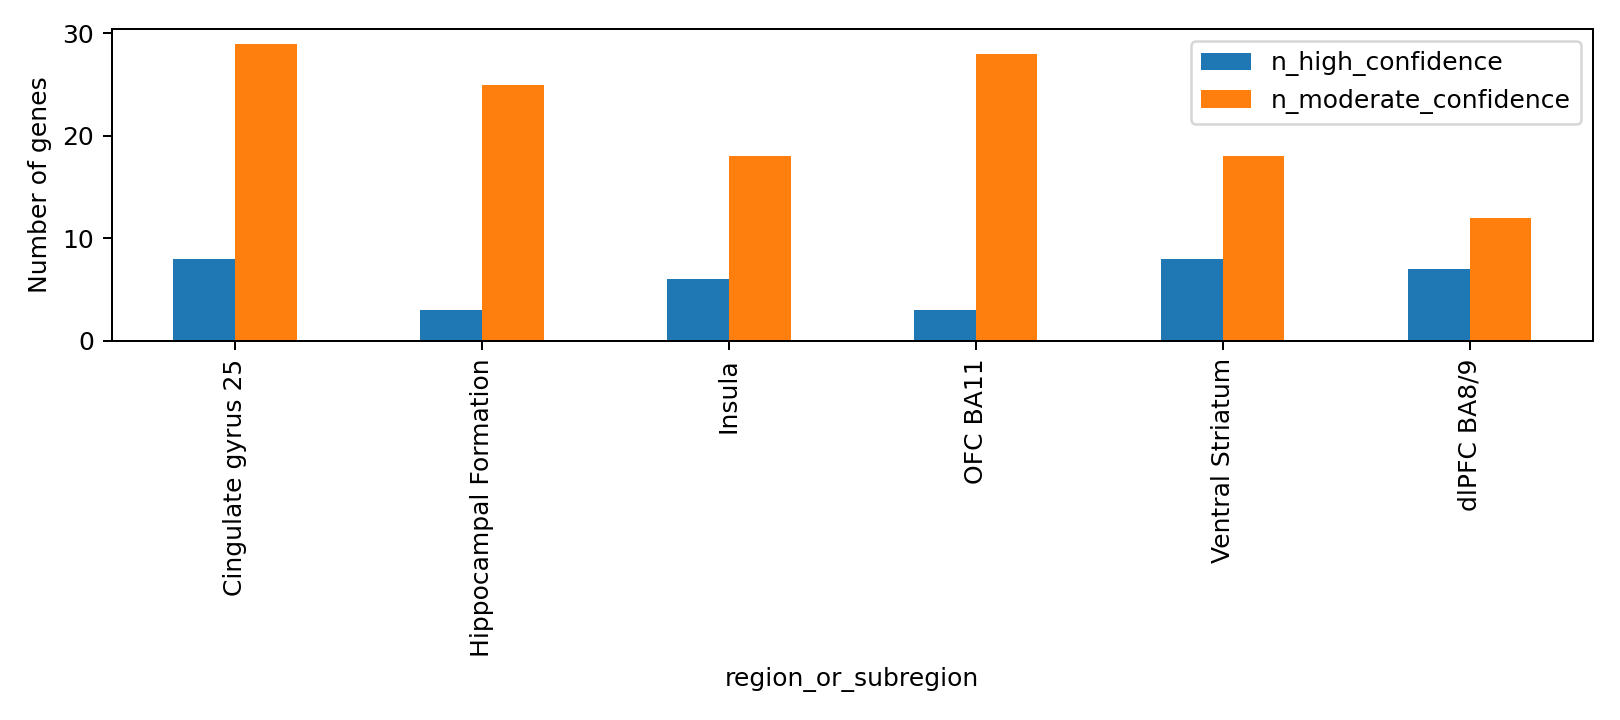 30
20
10
0
Number of genes
n_high_confidence
n_moderate_confidence
Cingulate gyrus 25
Hippocampal Formation
Insula
OFC BA11
Ventral Striatum
dlPFC BA8/9
region_or_subregion